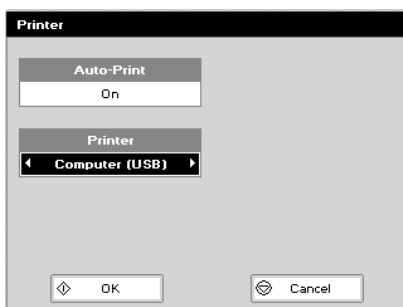 Printer
Auto-Print
On
Printer
Computer (USB)
OK
Cancel